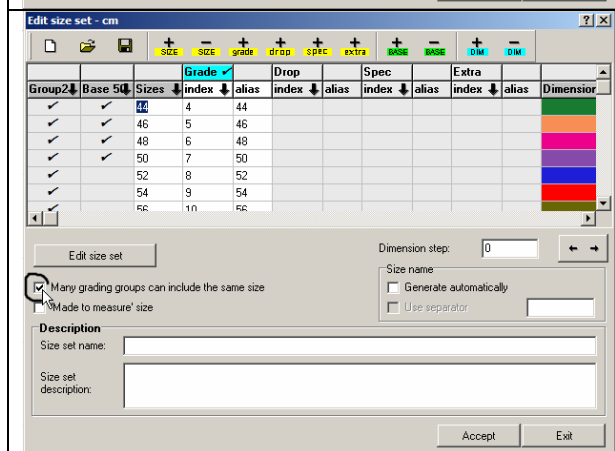 Edit size set - cm
SIZE SIZE grade drop spec extra BASE BASE DIM DIM
Grade Drop Spec Extra
Group2 Base 50 Sizes index alias index alias index alias index alias Dimension
44 4 44
46 5 46
48 6 48
50 7 50
52 8 52
54 9 54
56 10 56
Edit size set
Dimension step: 0
Size name
Many grading groups can include the same size
Generate automatically
'Made to measure' size
Use separator
Description
Size set name:
Size set
description:
Accept Exit